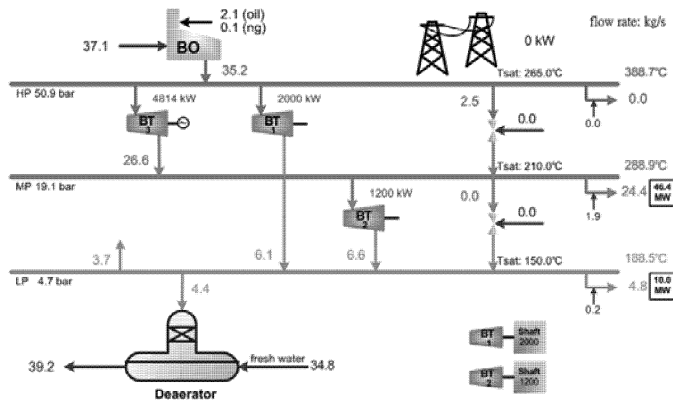 2.1 (oil)
0.1 (ng)
flow rate: kg/s
37.1
BO
0 kW
35.2
Tsat: 265.0°C
388.7°C
HP 50.9 bar
4814 kW
2000 kW
2.5
0.0
0.0
BT
3
BT
1
0.0
26.6
Tsat: 210.0°C
288.9°C
MP 19.1 bar
1200 kW
0.0
24.4
46.4
MW
BT
2
0.0
1.9
3.7
6.1
6.6
Tsat: 150.0°C
188.5°C
LP 4.7 bar
4.4
4.8
10.0
MW
0.2
BT
1
Shaft
2000
fresh water
39.2
34.8
BT
2
Shaft
1200
Deaerator